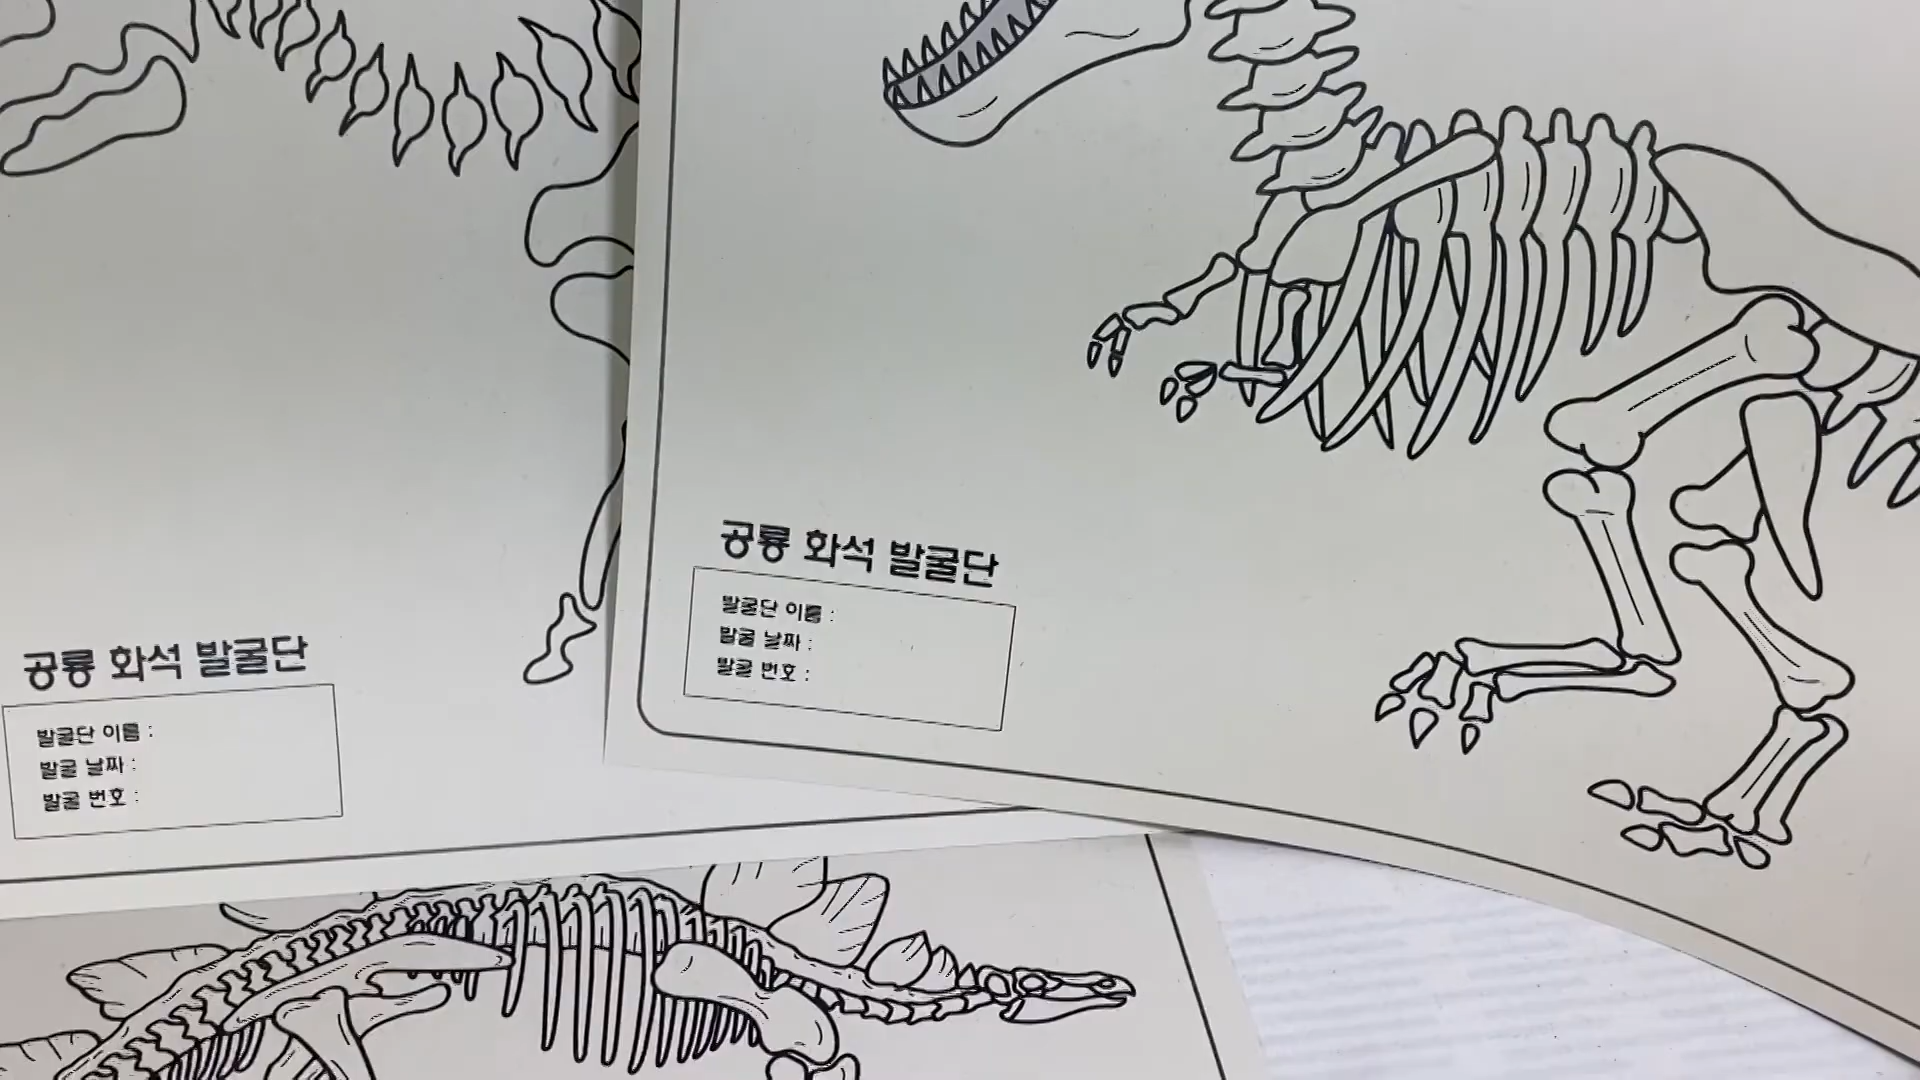 공룡 화석 발굴단
발굴단 이름 :
발굴 날짜 :
발굴 번호 :
공룡 화석 발굴단
발굴단 이름 :
발굴 날짜 :
발굴 번호 :